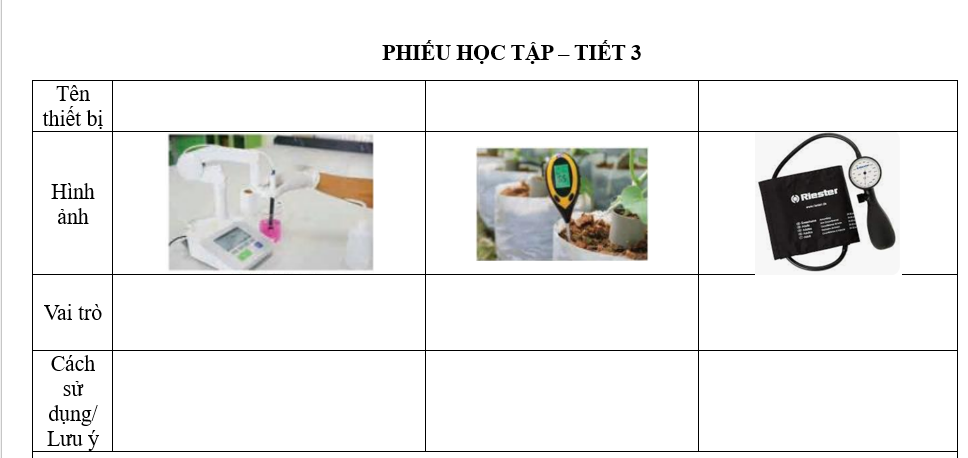 PHIẾU HỌC TẬP – TIẾT 3
Tên
thiết bị
Hình
ảnh
Riester
Vai trò
Cách
sử
dụng/
Lưu ý